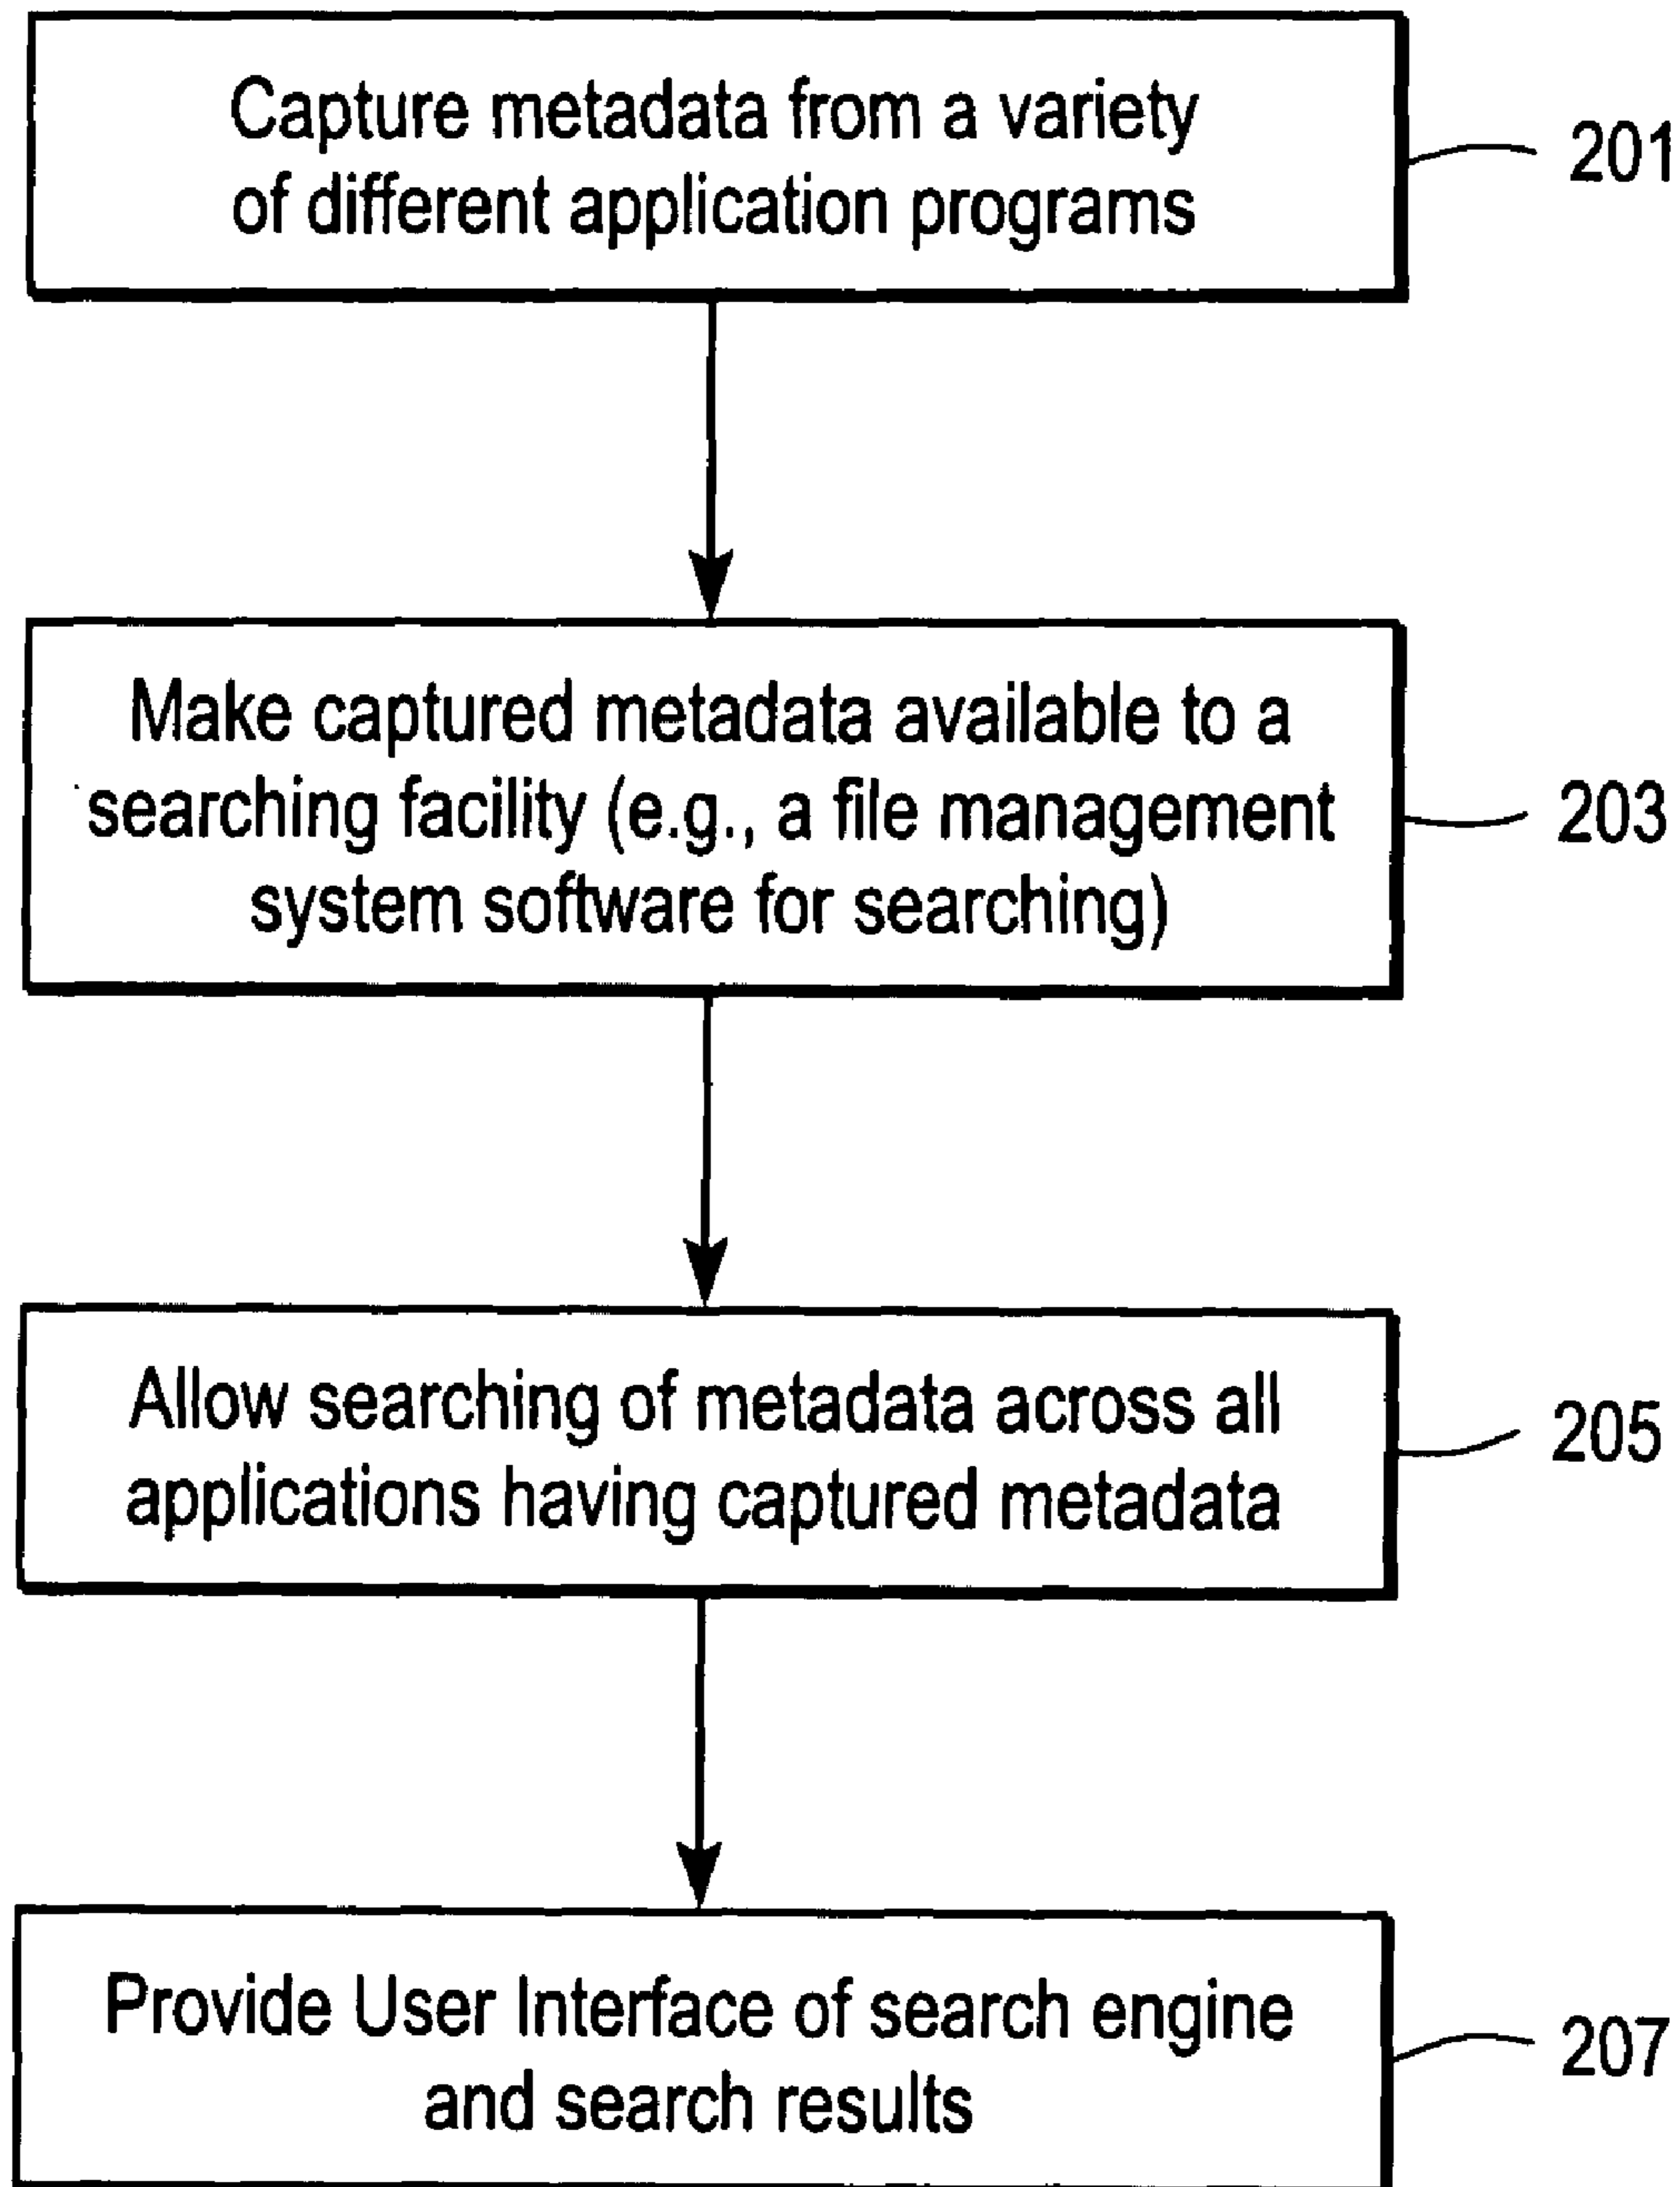 Capture metadata from a variety
of different application programs
201
Make captured metadata available to a
searching facility (e.g., a file management
system software for searching)
203
Allow searching of metadata across all
applications having captured metadata
205
Provide User Interface of search engine
and search results
207